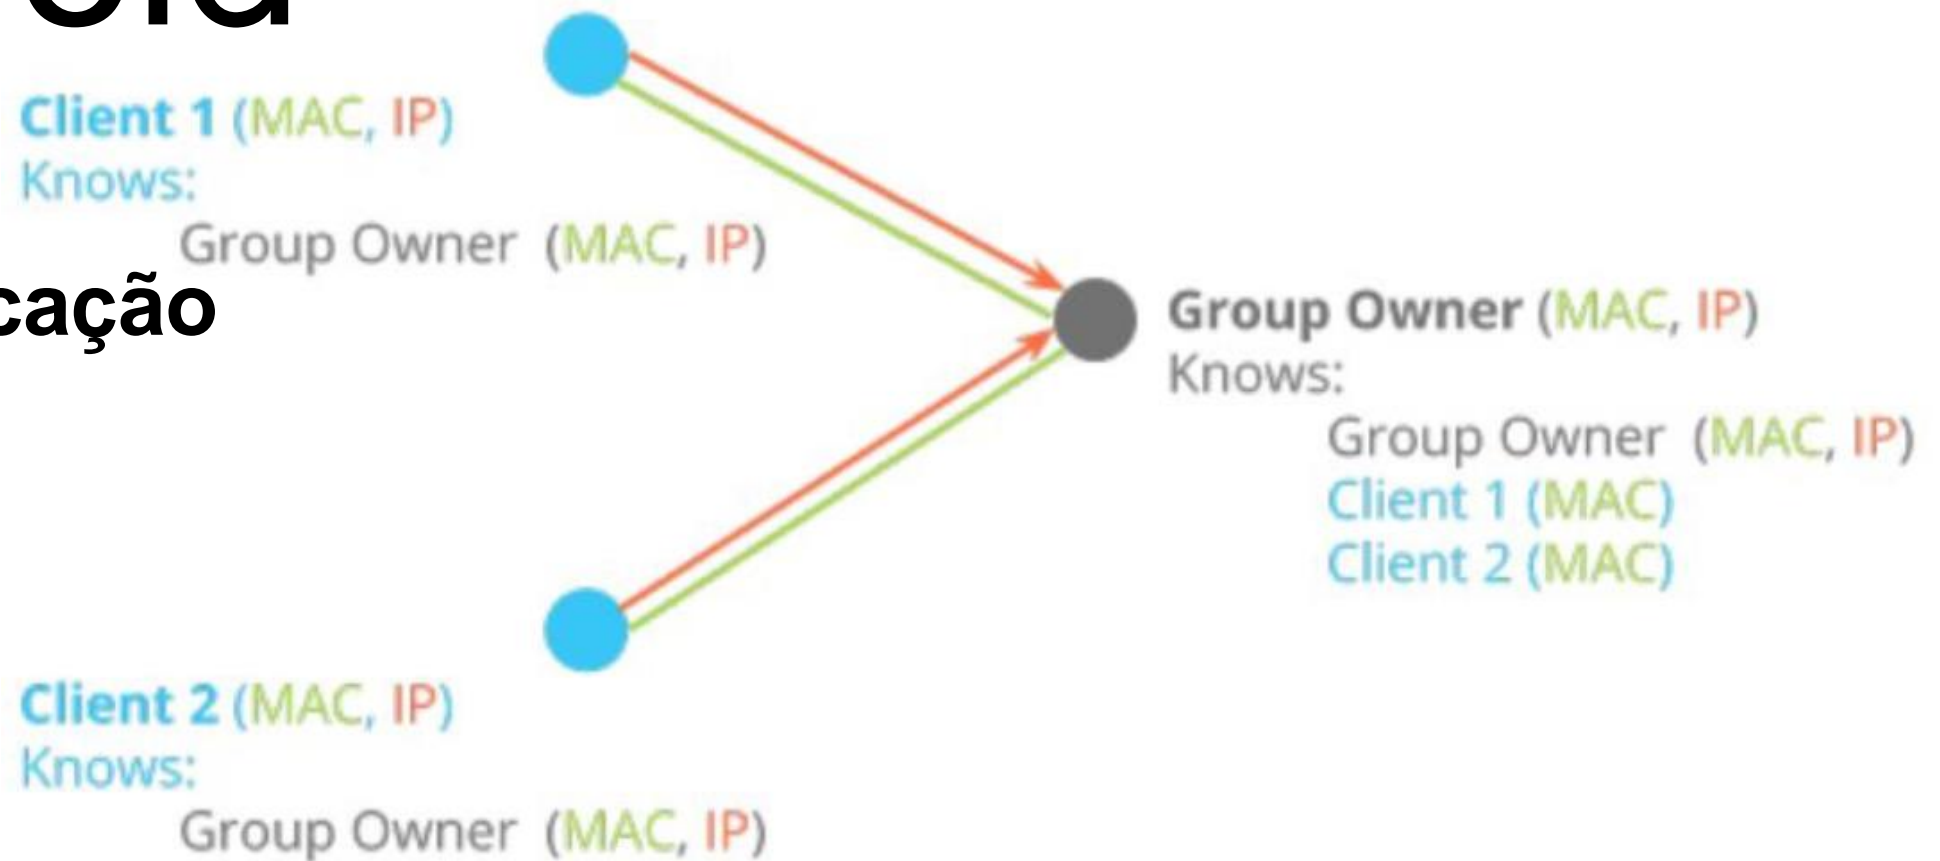 Client 1 (MAC, IP)
Knows:
Group Owner (MAC, IP)
cação
Group Owner (MAC, IP)
Knows:
Group Owner (MAC, IP)
Client 1 (MAC)
Client 2 (MAC)
Client 2 (MAC, IP)
Knows:
Group Owner (MAC, IP)